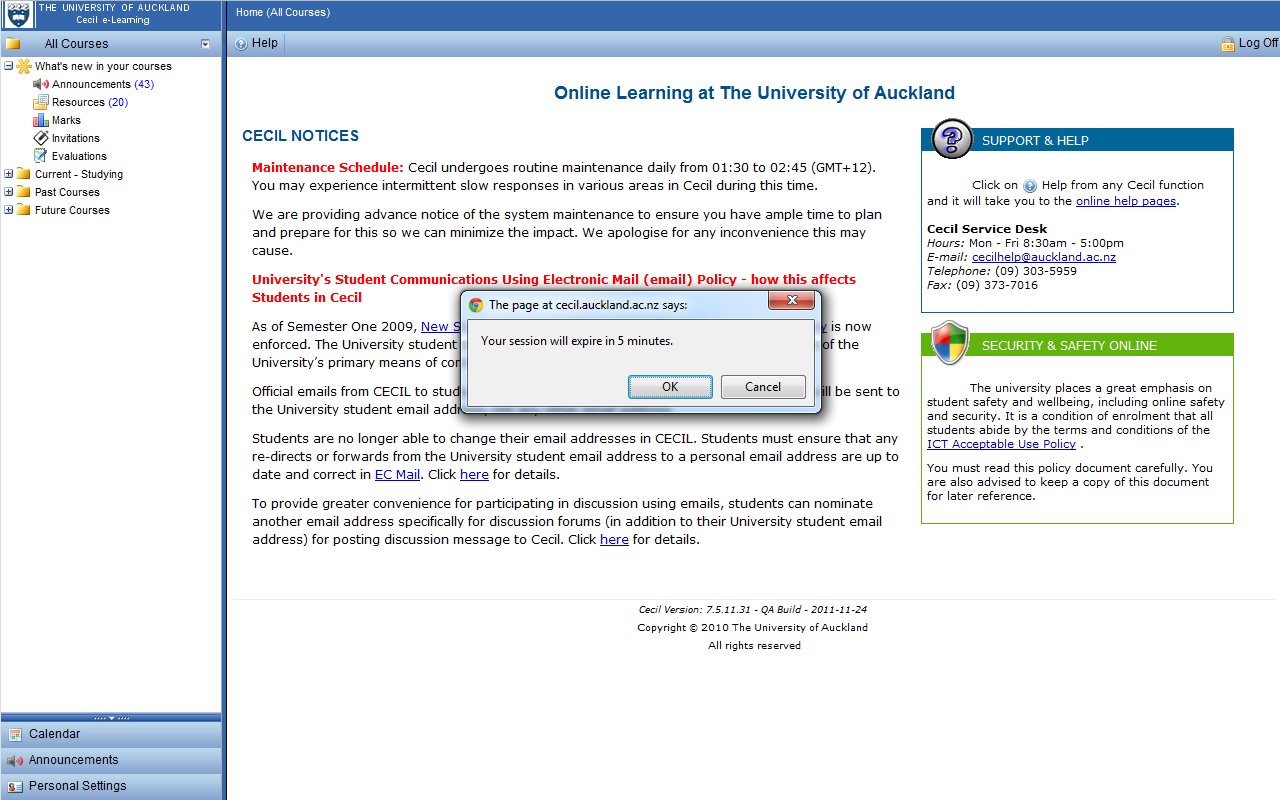 THE UNIVERSITY OF AUCKLAND
Cecil e-Learning
Home (All Courses)
All Courses
Help
Log Off
What's new in your courses
Announcements (43)
Resources (20)
Marks
Invitations
Evaluations
Current - Studying
Past Courses
Future Courses
Calendar
Announcements
Personal Settings
Online Learning at The University of Auckland
CECIL NOTICES
Maintenance Schedule: Cecil undergoes routine maintenance daily from 01:30 to 02:45 (GMT+12).
You may experience intermittent slow responses in various areas in Cecil during this time.
We are providing advance notice of the system maintenance to ensure you have ample time to plan
and prepare for this so we can minimize the impact. We apologise for any inconvenience this may
cause.
University's Student Communications Using Electronic Mail (email) Policy - how this affects
Students in Cecil
As of Semester One 2009, New S y is now
enforced. The University student of the
University's primary means of co
Official emails from CECIL to stud ill be sent to
the University student email addre
Students are no longer able to change their email addresses in CECIL. Students must ensure that any
re-directs or forwards from the University student email address to a personal email address are up to
date and correct in EC Mail. Click here for details.
To provide greater convenience for participating in discussion using emails, students can nominate
another email address specifically for discussion forums (in addition to their University student email
address) for posting discussion message to Cecil. Click here for details.
The page at cecil.auckland.ac.nz says:
Your session will expire in 5 minutes.
OK
Cancel
SUPPORT & HELP
Click on Help from any Cecil function
and it will take you to the online help pages.
Cecil Service Desk
Hours: Mon - Fri 8:30am - 5:00pm
E-mail: cecilhelp@auckland.ac.nz
Telephone: (09) 303-5959
Fax: (09) 373-7016
SECURITY & SAFETY ONLINE
The university places a great emphasis on
student safety and wellbeing, including online safety
and security. It is a condition of enrolment that all
students abide by the terms and conditions of the
ICT Acceptable Use Policy .
You must read this policy document carefully. You
are also advised to keep a copy of this document
for later reference.
Cecil Version: 7.5.11.31 - QA Build - 2011-11-24
Copyright © 2010 The University of Auckland
All rights reserved